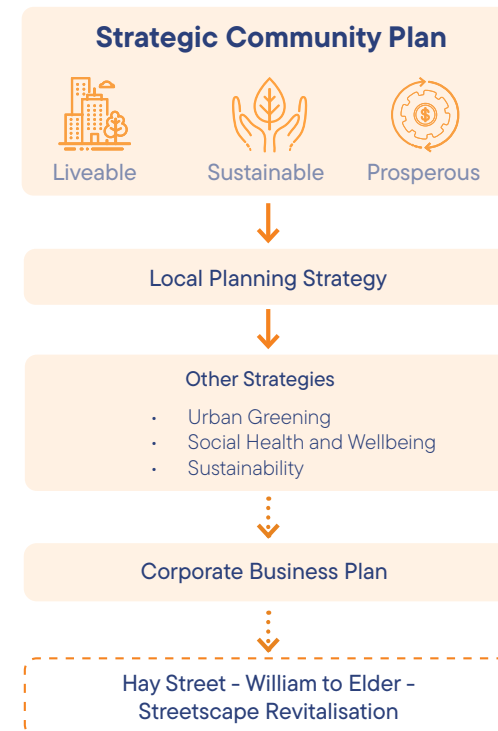 Strategic Community Plan
$
Liveable Sustainable Prosperous
Local Planning Strategy
Other Strategies
• Urban Greening
• Social Health and Wellbeing
• Sustainability
Corporate Business Plan
Hay Street - William to Elder -
Streetscape Revitalisation